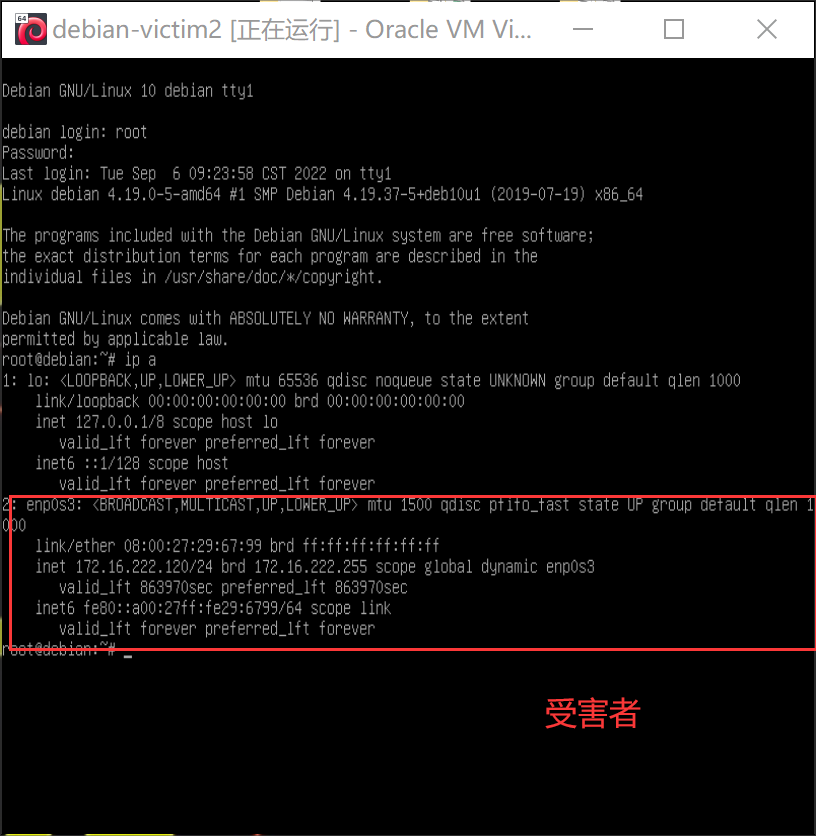 64
debian-victim2 [正在运行] - Oracle VM Vi...
Debian GNU/Linux 10 debian tty1
debian login: root
Password:
Last login: Tue Sep  6 09:23:58 CST 2022 on tty1
Linux debian 4.19.0-5-amd64 #1 SMP Debian 4.19.37-5+deb10u1 (2019-07-19) x86_64
The programs included with the Debian GNU/Linux system are free software;
the exact distribution terms for each program are described in the
individual files in /usr/share/doc/*/copyright.
Debian GNU/Linux comes with ABSOLUTELY NO WARRANTY, to the extent
permitted by applicable law.
root@debian:~# ip a
1: lo: <LOOPBACK,UP,LOWER_UP> mtu 65536 qdisc noqueue state UNKNOWN group default qlen 1000
    link/loopback 00:00:00:00:00:00 brd 00:00:00:00:00:00
    inet 127.0.0.1/8 scope host lo
       valid_lft forever preferred_lft forever
    inet6 ::1/128 scope host
       valid_lft forever preferred_lft forever
2: enp0s3: <BROADCAST,MULTICAST,UP,LOWER_UP> mtu 1500 qdisc pfifo_fast state UP group default qlen 1
000
    link/ether 08:00:27:29:67:99 brd ff:ff:ff:ff:ff:ff
    inet 172.16.222.120/24 brd 172.16.222.255 scope global dynamic enp0s3
       valid_lft 863970sec preferred_lft 863970sec
    inet6 fe80::a00:27ff:fe29:6799/64 scope link
       valid_lft forever preferred_lft forever
root@debian:~# _
受害者